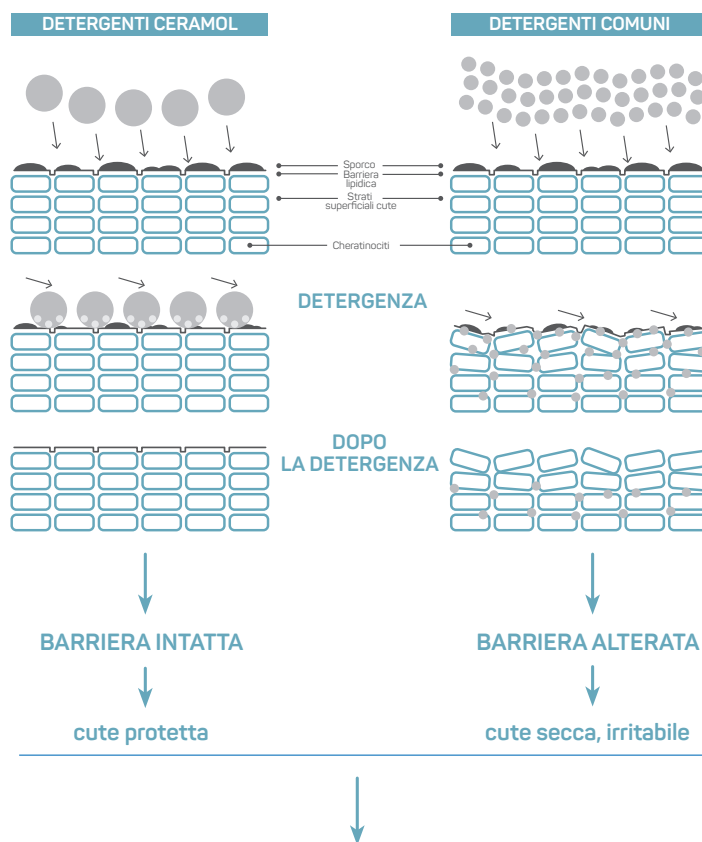 DETERGENTI CERAMOL
DETERGENTI COMUNI
Sporco
Barriera
lipidica
Strati
superficiali cute
Cheratinociti
DETERGENZA
DOPO
LA DETERGENZA
BARRIERA INTATTA
BARRIERA ALTERATA
cute protetta
cute secca, irritabile